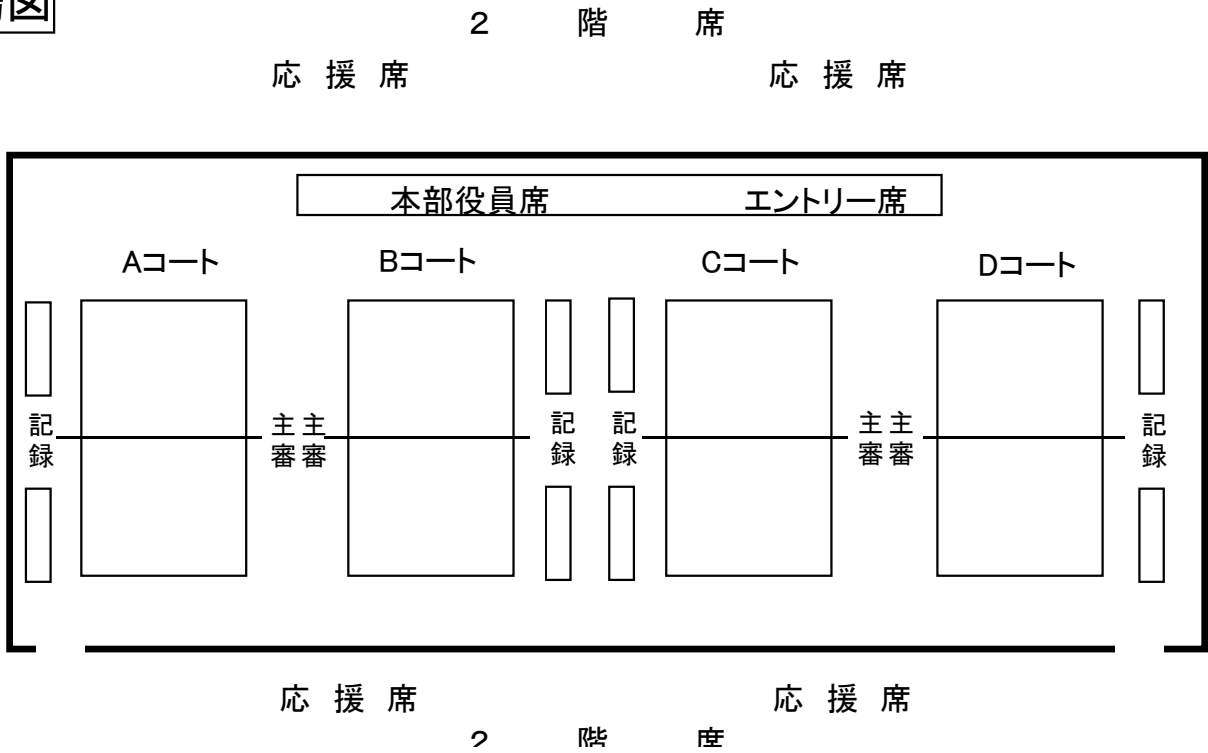 図
２　階　席
応 援 席　応 援 席
本部役員席　エントリー席
Aコート　Bコート　Cコート　Dコート
記録　主審　主審　記録　記録　主審　主審　記録
応 援 席　応 援 席
２　階　席